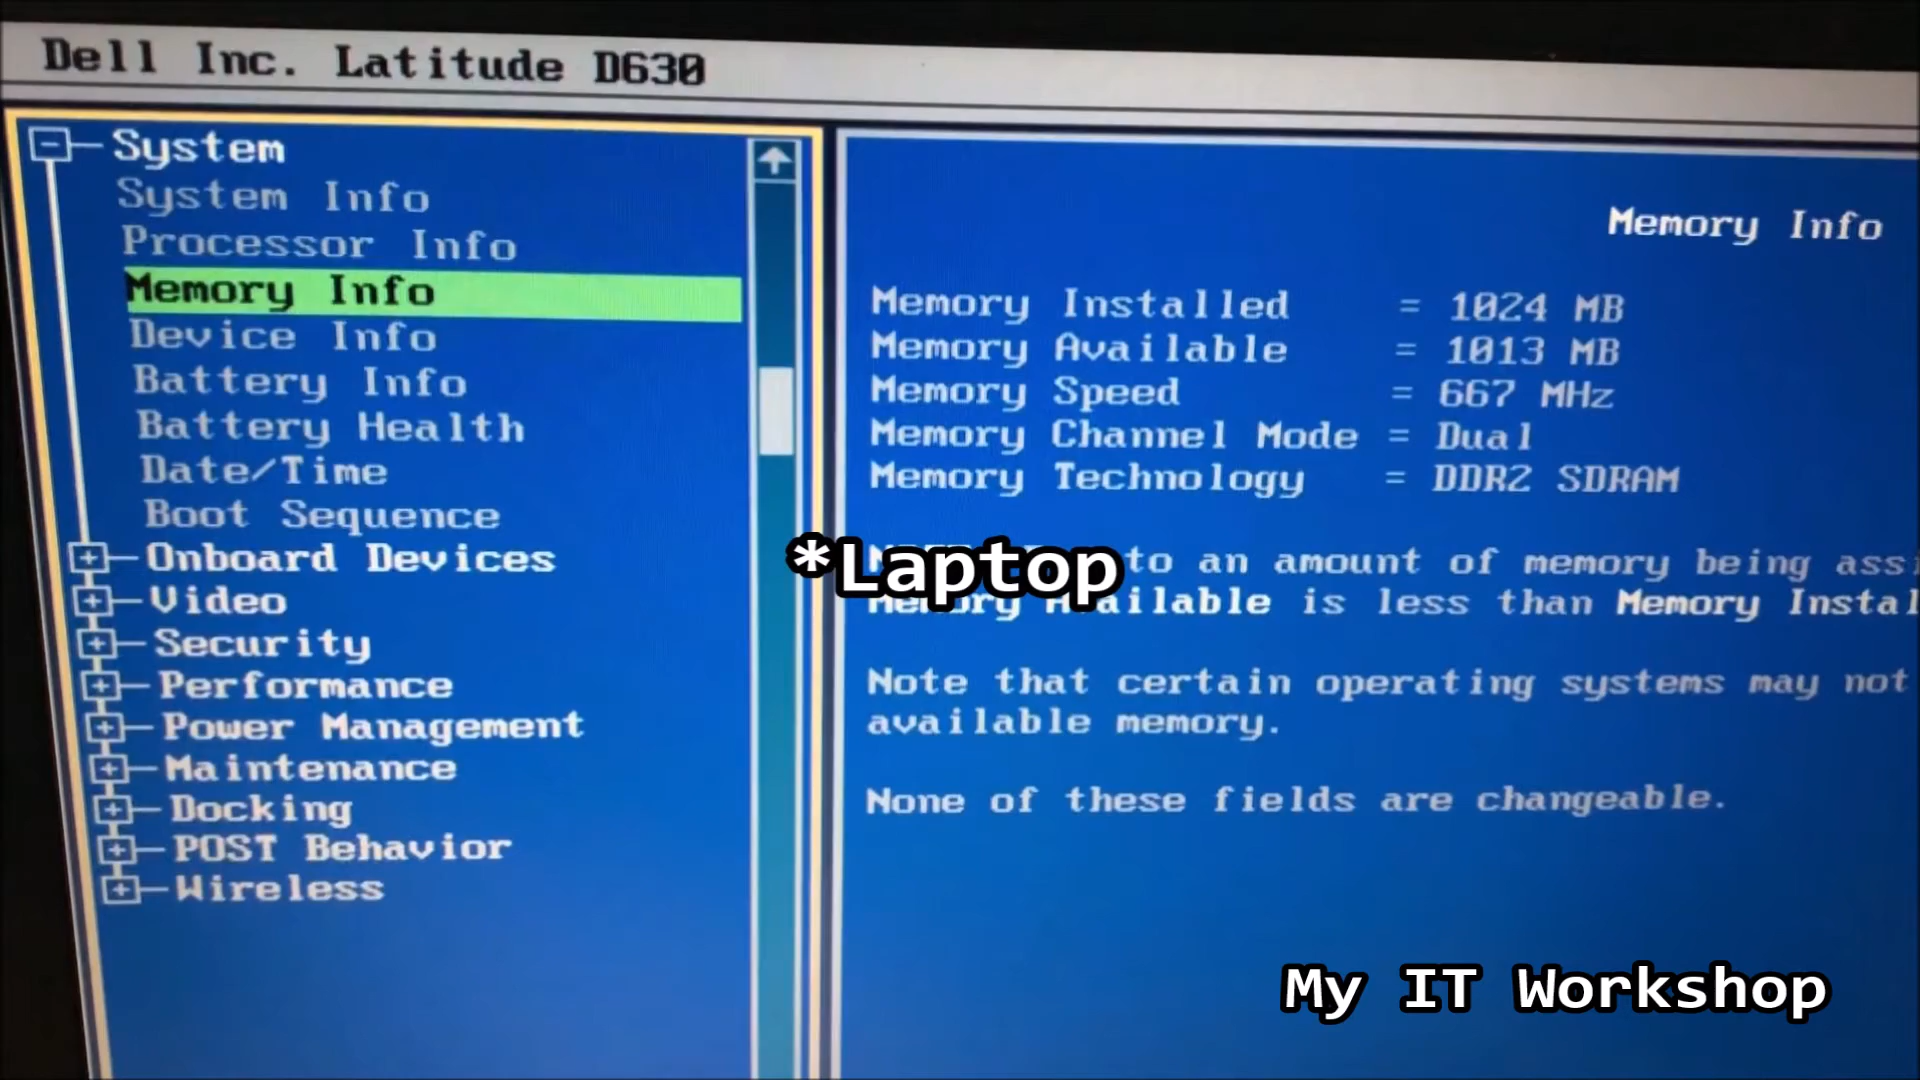 Dell Inc. Latitude D630
System
System Info
Processor Info
Memory Info
Device Info
Battery Info
Battery Health
Date/Time
Boot Sequence
Onboard Devices
Video
Security
Performance
Power Management
Maintenance
Docking
POST Behavior
Wireless
Memory Info
Memory Installed = 1024 MB
Memory Available = 1013 MB
Memory Speed = 667 MHz
Memory Channel Mode = Dual
Memory Technology = DDR2 SDRAM
*Laptop
to an amount of memory being
Memory Available is less than Memory
Note that certain operating systems may not
available memory.
None of these fields are changeable.
My IT Workshop